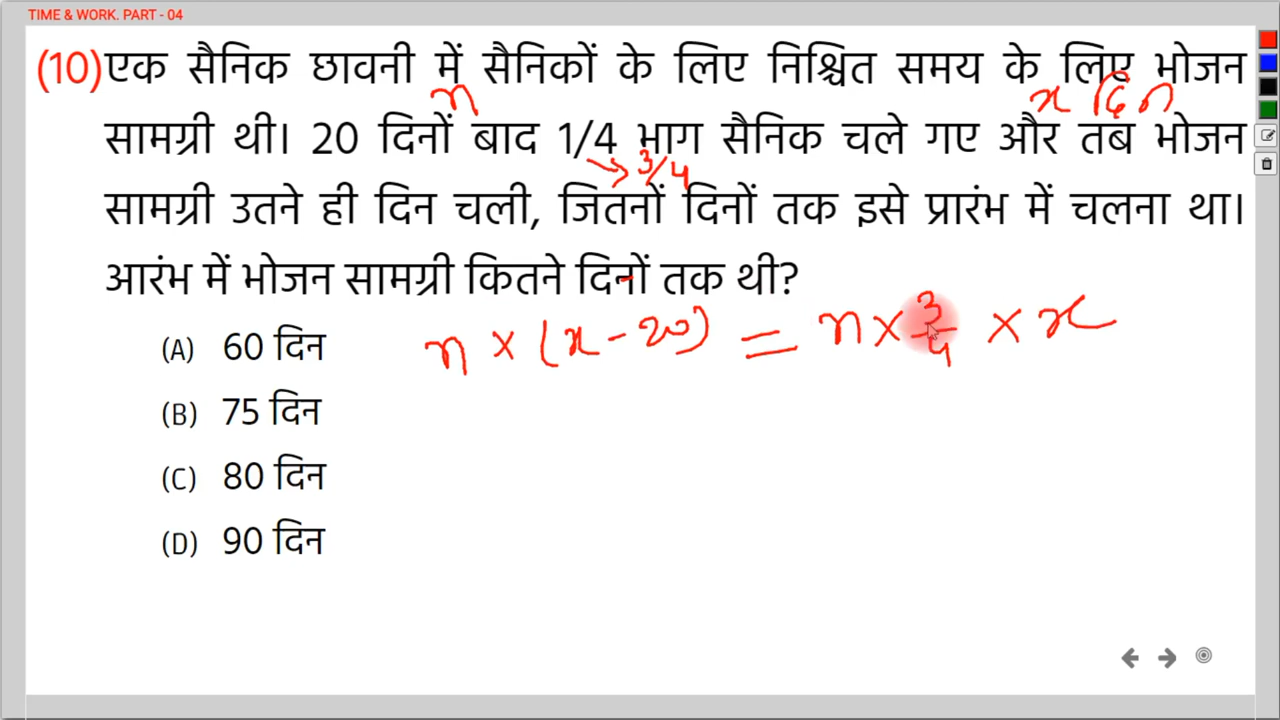 TIME & WORK. PART - 04
(10) एक सैनिक छावनी में सैनिकों के लिए निश्चित समय के लिए भोजन
n x दिन
सामग्री थी। 20 दिनों बाद 1/4 भाग सैनिक चले गए और तब भोजन
→ 3/4
सामग्री उतने ही दिन चली, जितनों दिनों तक इसे प्रारंभ में चलना था।
आरंभ में भोजन सामग्री कितने दिनों तक थी?
n × (x - 20) = n × 3/4 × x
(A) 60 दिन
(B) 75 दिन
(C) 80 दिन
(D) 90 दिन